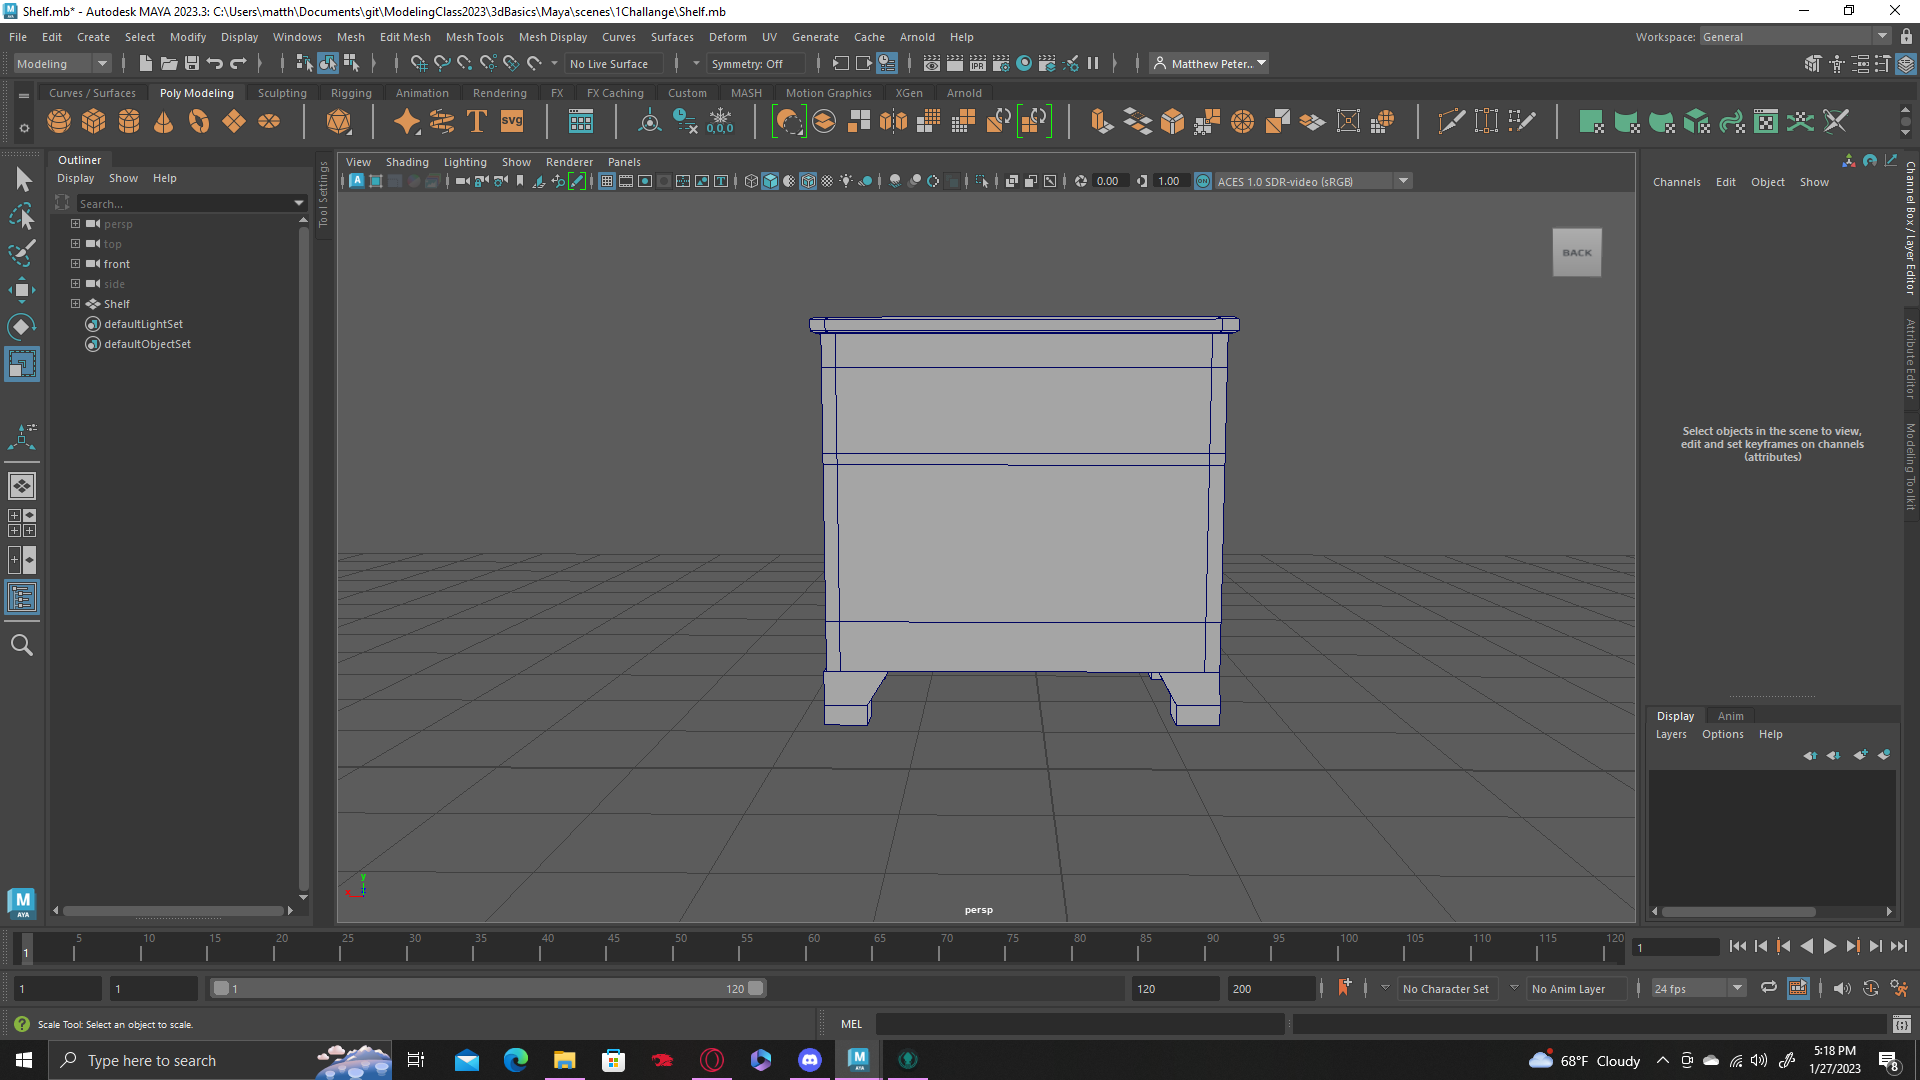 Shelf.mb* - Autodesk MAYA 2023.3: C:\Users\matth\Documents\git\ModelingClass2023\3dBasics\Maya\scenes\1Challange\Shelf.mb
File Edit Create Select Modify Display Windows Mesh Edit Mesh Mesh Tools Mesh Display Curves Surfaces Deform UV Generate Cache Arnold Help
Workspace: General
Modeling
No Live Surface
Symmetry: Off
IPR
Matthew Peter..
Curves / Surfaces Poly Modeling Sculpting Rigging Animation Rendering FX FX Caching Custom MASH Motion Graphics XGen Arnold
T
svg
0,0,0
Outliner
Display Show Help
Search...
persp
top
front
side
Shelf
defaultLightSet
defaultObjectSet
Tool Settings
View Shading Lighting Show Renderer Panels
0.00
1.00
ON
ACES 1.0 SDR-video (sRGB)
BACK
y
x
z
persp
Channels Edit Object Show
Select objects in the scene to view,
edit and set keyframes on channels
(attributes)
Channel Box / Layer Editor
Attribute Editor
Modeling Toolkit
Display Anim
Layers Options Help
M
AYA
1 5 10 15 20 25 30 35 40 45 50 55 60 65 70 75 80 85 90 95 100 105 110 115 120
1
1
1
1
120
120
200
No Character Set
No Anim Layer
24 fps
Scale Tool: Select an object to scale.
MEL
Type here to search
68°F Cloudy
5:18 PM
1/27/2023
8